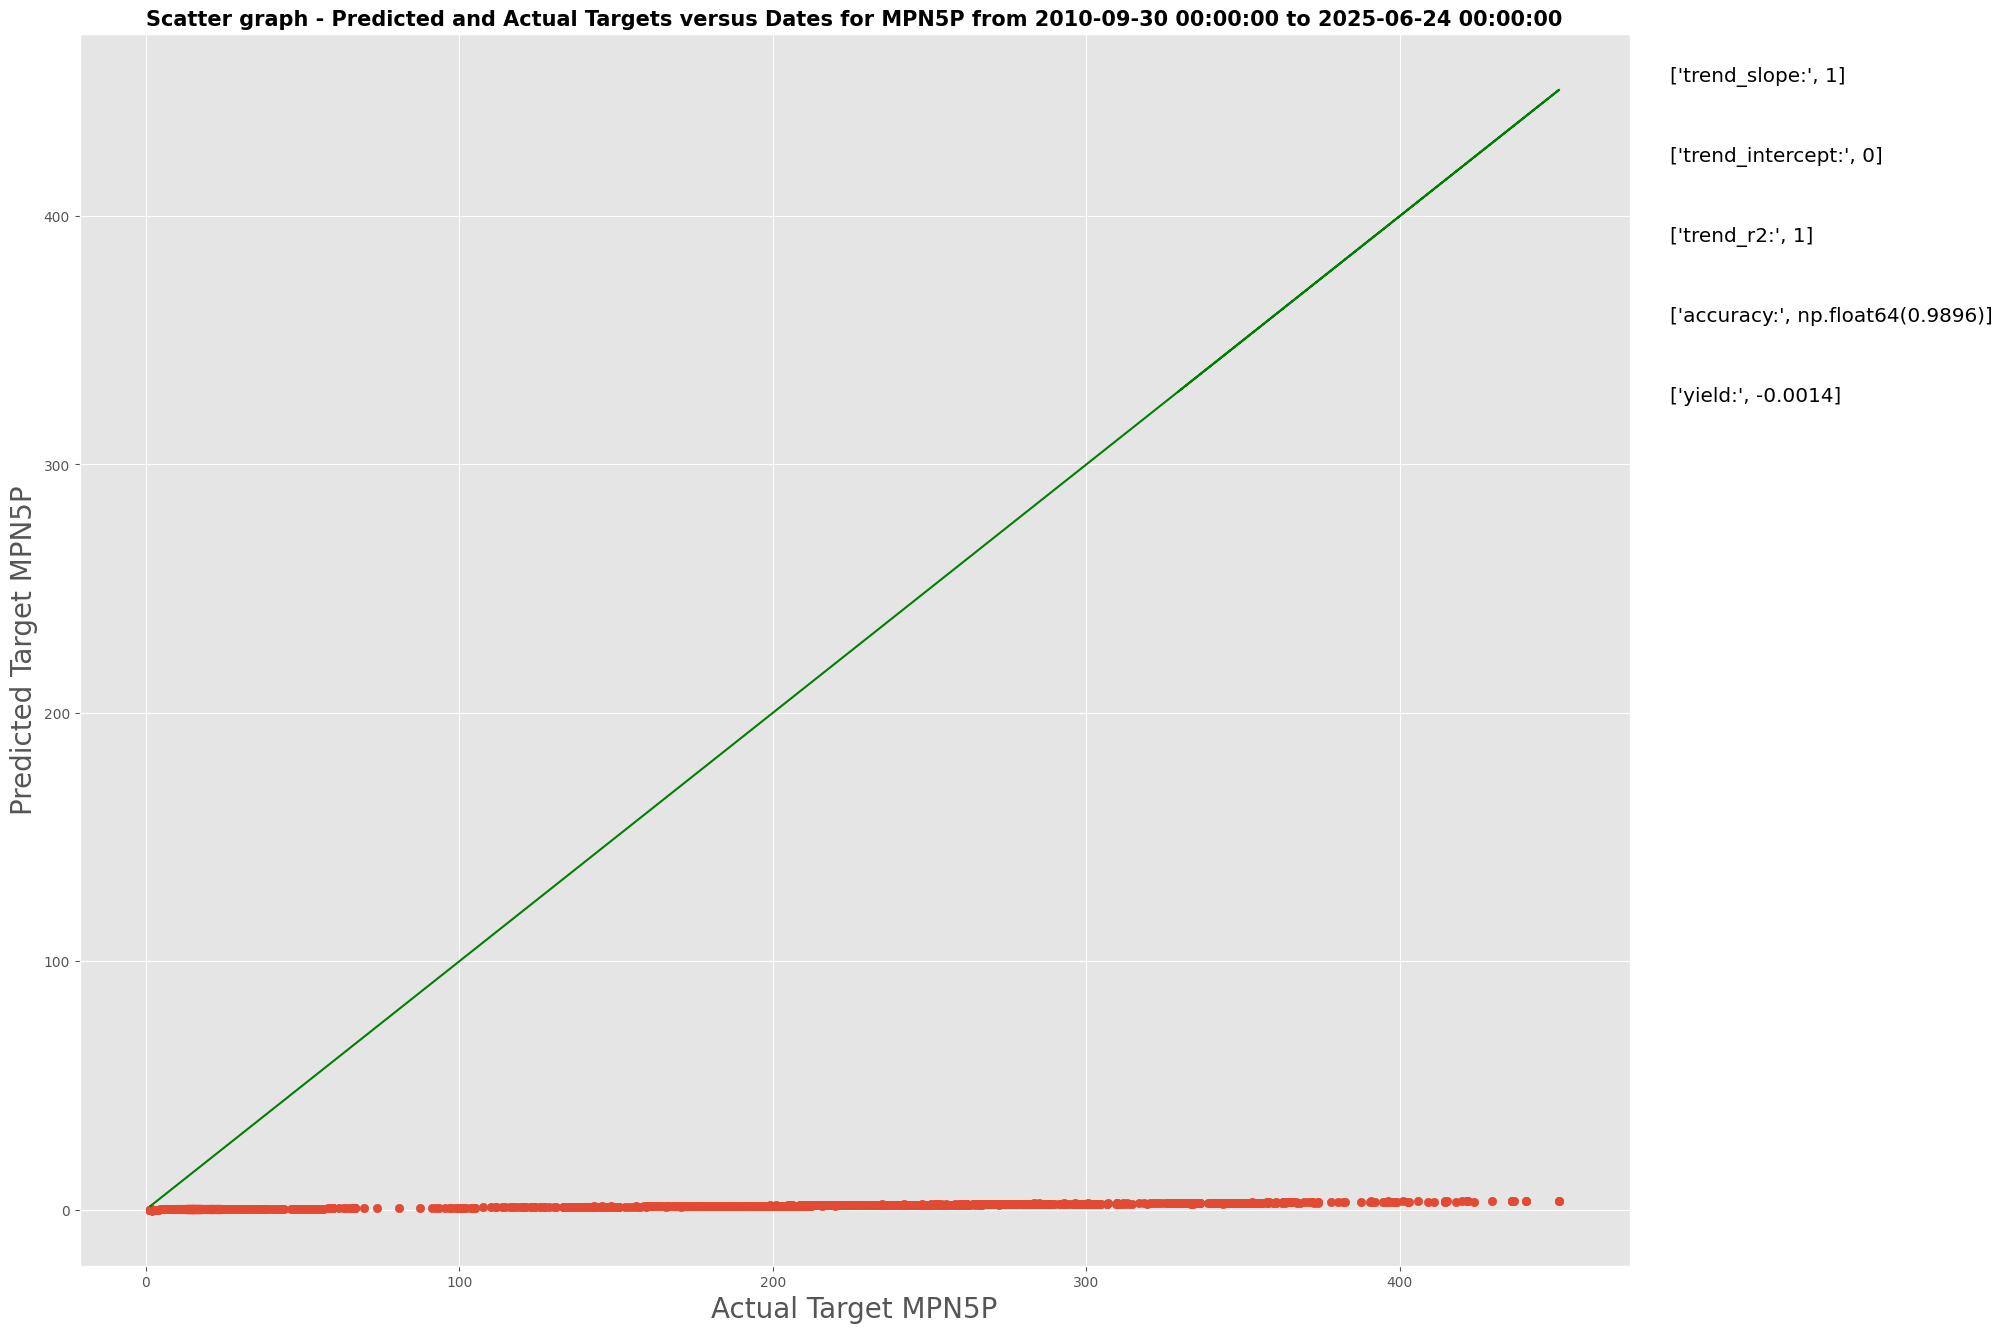 Scatter graph - Predicted and Actual Targets versus Dates for MPN5P from 2010-09-30 00:00:00 to 2025-06-24 00:00:00
['trend_slope:', 1]
['trend_intercept:', 0]
['trend_r2:', 1]
['accuracy:', np.float64(0.9896)]
['yield:', -0.0014]
Predicted Target MPN5P
400
300
200
100
0
0 100 200 300 400
Actual Target MPN5P